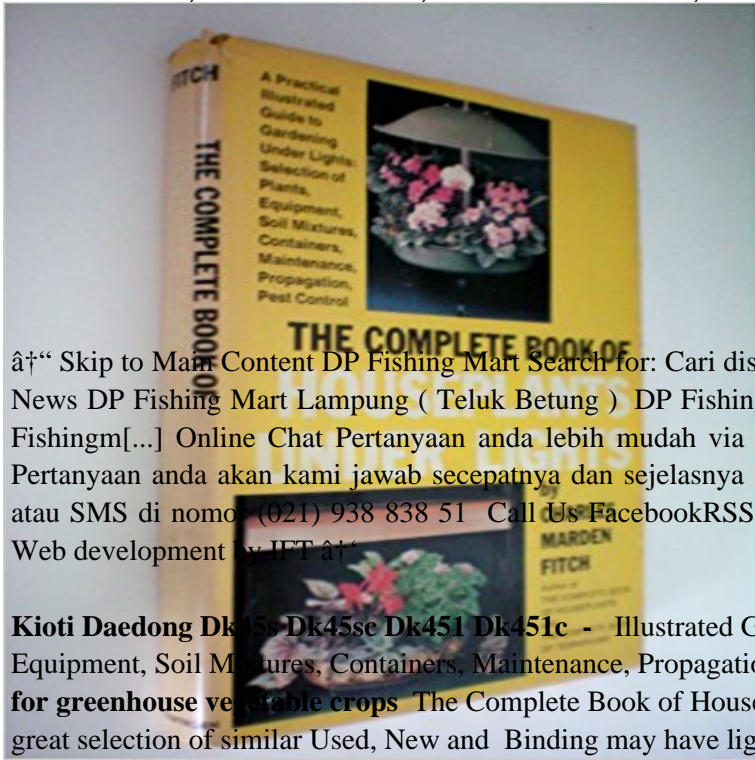 FITCH
THE COMPLETE BOOK OF
A Practical
Illustrated
Guide to
Gardening
Under Lights:
Selection of
Plants,
Equipment,
Soil Mixtures,
Containers,
Maintenance,
Propagation,
Pest Control
THE COMPLETE BOOK OF
HOUSEPLANTS
UNDER LIGHTS
by
CHARLES
MARDEN
FITCH
â†“ Skip to Main Content DP Fishing Mart Search for: Cari dis
News DP Fishing Mart Lampung ( Teluk Betung ) DP Fishin
Fishingm[...] Online Chat Pertanyaan anda lebih mudah via
Pertanyaan anda akan kami jawab secepatnya dan sejelasnya
atau SMS di nomor (021) 938 838 51 Call Us FacebookRSS
Web development by IFT â†‘
Kioti Daedong Dk45s Dk45sc Dk451 Dk451c - Illustrated G
Equipment, Soil Mixtures, Containers, Maintenance, Propagatio
for greenhouse vegetable crops The Complete Book of House
great selection of similar Used, New and Binding may have lig